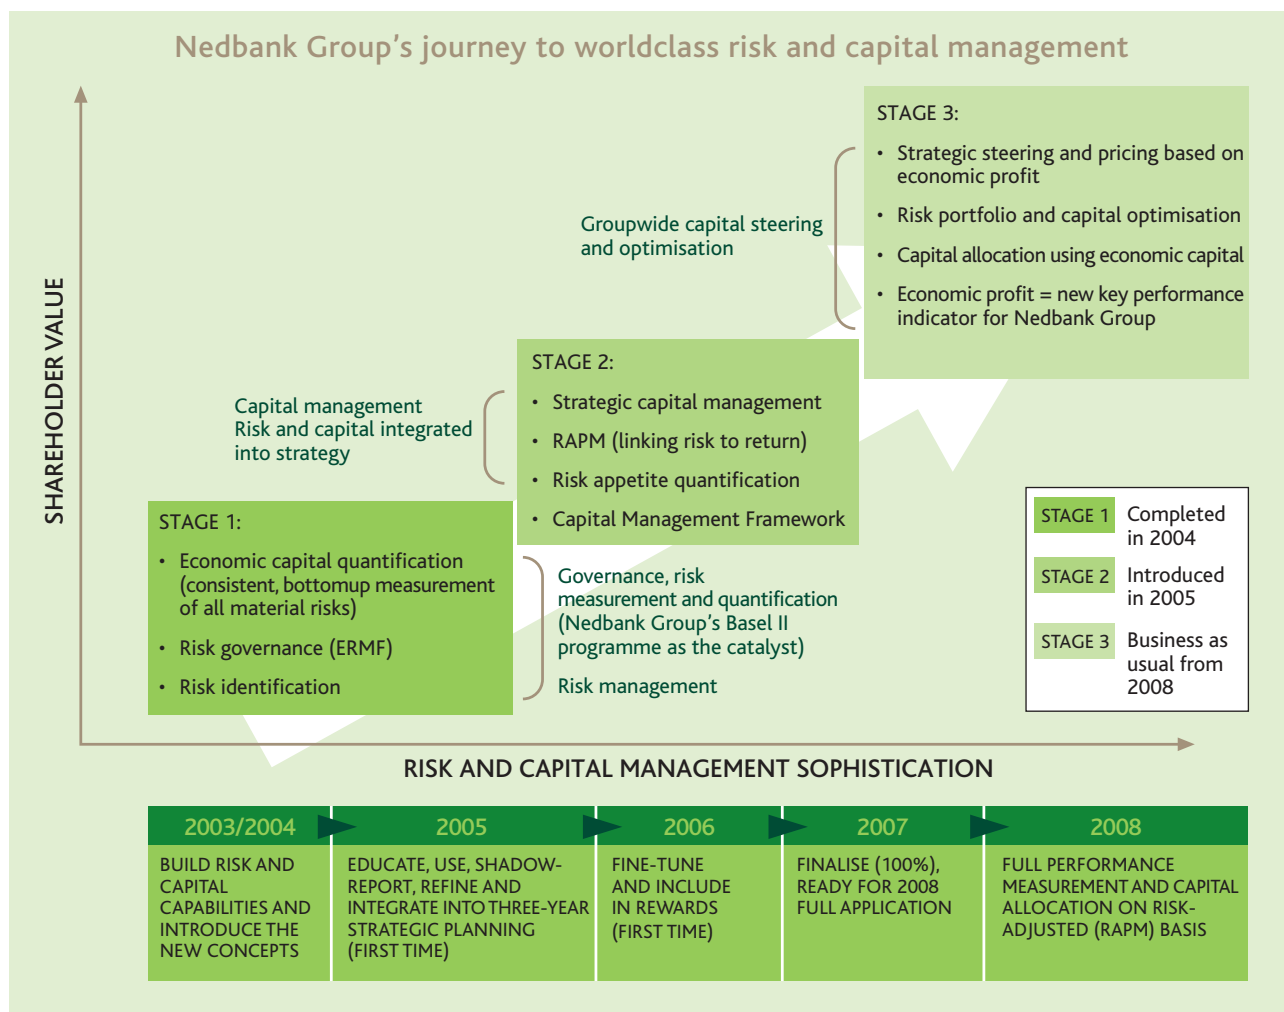 Nedbank Group's journey to worldclass risk and capital management
SHAREHOLDER VALUE
STAGE 3:
• Strategic steering and pricing based on
economic profit
• Risk portfolio and capital optimisation
• Capital allocation using economic capital
• Economic profit = new key performance
indicator for Nedbank Group
Groupwide capital steering
and optimisation
STAGE 2:
• Strategic capital management
• RAPM (linking risk to return)
• Risk appetite quantification
• Capital Management Framework
Capital management
Risk and capital integrated
into strategy
STAGE 1:
• Economic capital quantification
(consistent, bottomup measurement
of all material risks)
• Risk governance (ERMF)
• Risk identification
Governance, risk
measurement and quantification
(Nedbank Group's Basel II
programme as the catalyst)
Risk management
STAGE 1 Completed
in 2004
STAGE 2 Introduced
in 2005
STAGE 3 Business as
usual from
2008
RISK AND CAPITAL MANAGEMENT SOPHISTICATION
2003/2004
BUILD RISK AND
CAPITAL
CAPABILITIES AND
INTRODUCE THE
NEW CONCEPTS
2005
EDUCATE, USE, SHADOW-
REPORT, REFINE AND
INTEGRATE INTO THREE-YEAR
STRATEGIC PLANNING
(FIRST TIME)
2006
FINE-TUNE
AND INCLUDE
IN REWARDS
(FIRST TIME)
2007
FINALISE (100%),
READY FOR 2008
FULL APPLICATION
2008
FULL PERFORMANCE
MEASUREMENT AND CAPITAL
ALLOCATION ON RISK-
ADJUSTED (RAPM) BASIS